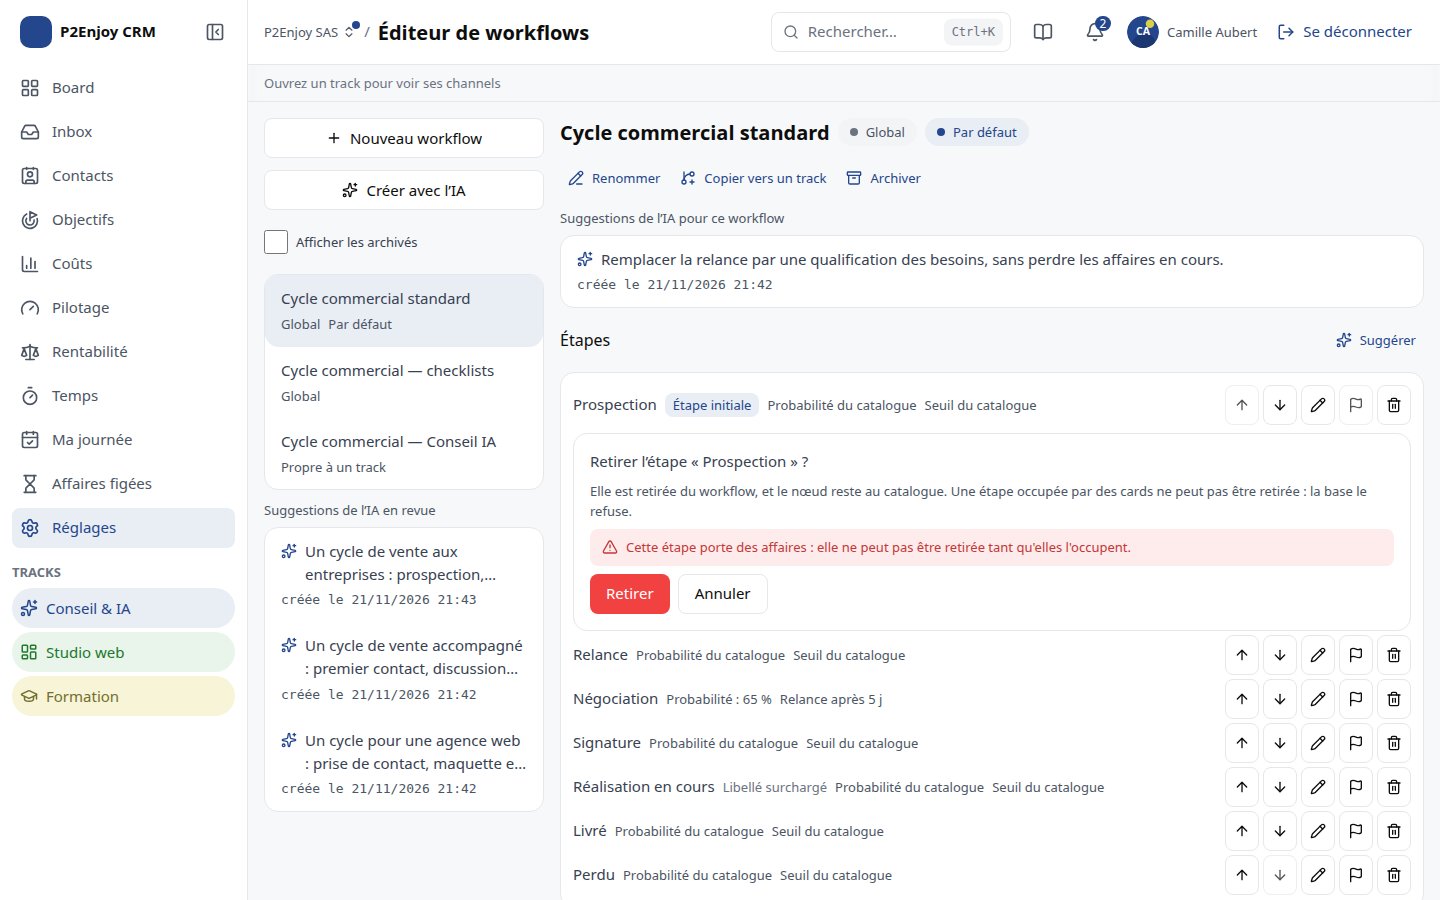 P2Enjoy CRM
Board
Inbox
Contacts
Objectifs
Coûts
Pilotage
Rentabilité
Temps
Ma journée
Affaires figées
Réglages
TRACKS
Conseil & IA
Studio web
Formation
P2Enjoy SAS / Éditeur de workflows
Rechercher... Ctrl+K
2
CA Camille Aubert
Se déconnecter
Ouvrez un track pour voir ses channels
Nouveau workflow
Créer avec l'IA
Afficher les archivés
Cycle commercial standard
Global Par défaut
Cycle commercial — checklists
Global
Cycle commercial — Conseil IA
Propre à un track
Suggestions de l'IA en revue
Un cycle de vente aux
entreprises : prospection,...
créée le 21/11/2026 21:43
Un cycle de vente accompagné
: premier contact, discussion...
créée le 21/11/2026 21:42
Un cycle pour une agence web
: prise de contact, maquette e...
créée le 21/11/2026 21:42
Cycle commercial standard Global Par défaut
Renommer Copier vers un track Archiver
Suggestions de l'IA pour ce workflow
Remplacer la relance par une qualification des besoins, sans perdre les affaires en cours.
créée le 21/11/2026 21:42
Étapes Suggérer
Prospection Étape initiale Probabilité du catalogue Seuil du catalogue
Retirer l'étape « Prospection » ?
Elle est retirée du workflow, et le nœud reste au catalogue. Une étape occupée par des cards ne peut pas être retirée : la base le
refuse.
Cette étape porte des affaires : elle ne peut pas être retirée tant qu'elles l'occupent.
Retirer Annuler
Relance Probabilité du catalogue Seuil du catalogue
Négociation Probabilité : 65 % Relance après 5 j
Signature Probabilité du catalogue Seuil du catalogue
Réalisation en cours Libellé surchargé Probabilité du catalogue Seuil du catalogue
Livré Probabilité du catalogue Seuil du catalogue
Perdu Probabilité du catalogue Seuil du catalogue